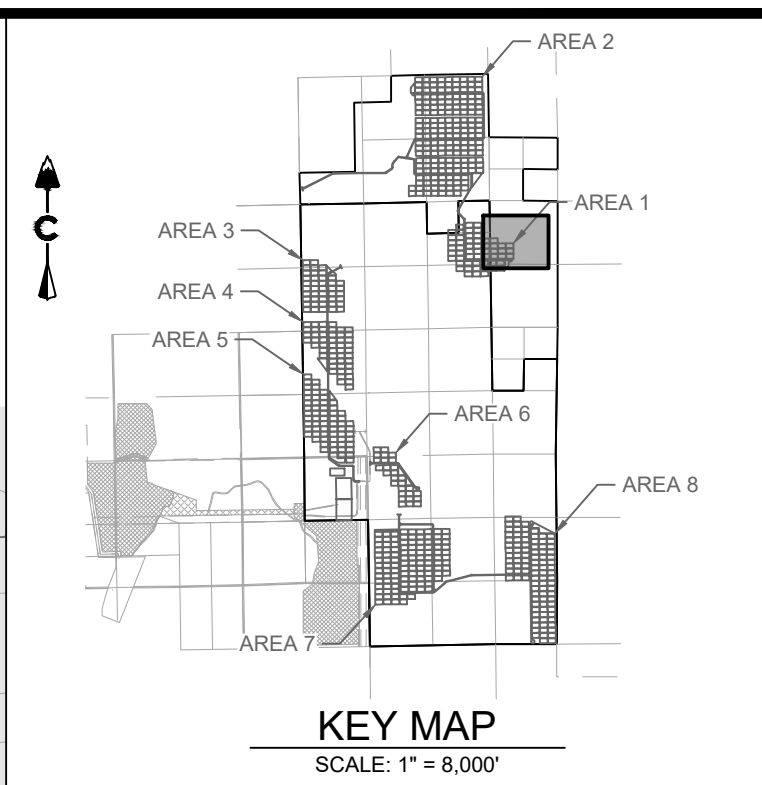 AREA 2
AREA 1
AREA 3
AREA 4
AREA 5
AREA 6
AREA 8
AREA 7
C
KEY MAP
SCALE: 1" = 8,000'